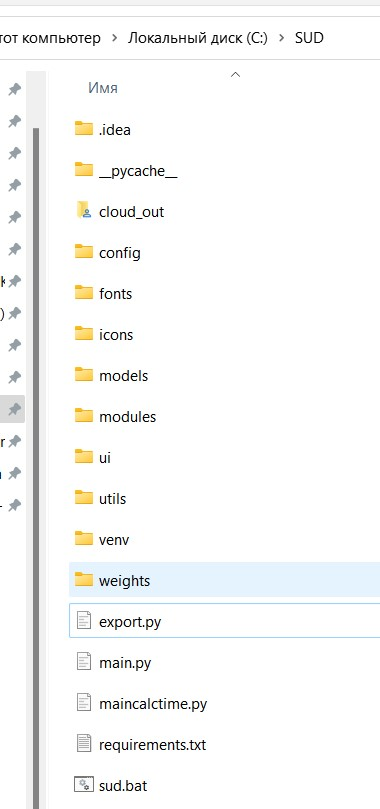 тот компьютер > Локальный диск (C:) > SUD
Имя
.idea
__pycache__
cloud_out
config
fonts
icons
models
modules
ui
utils
venv
weights
export.py
main.py
maincalctime.py
requirements.txt
sud.bat